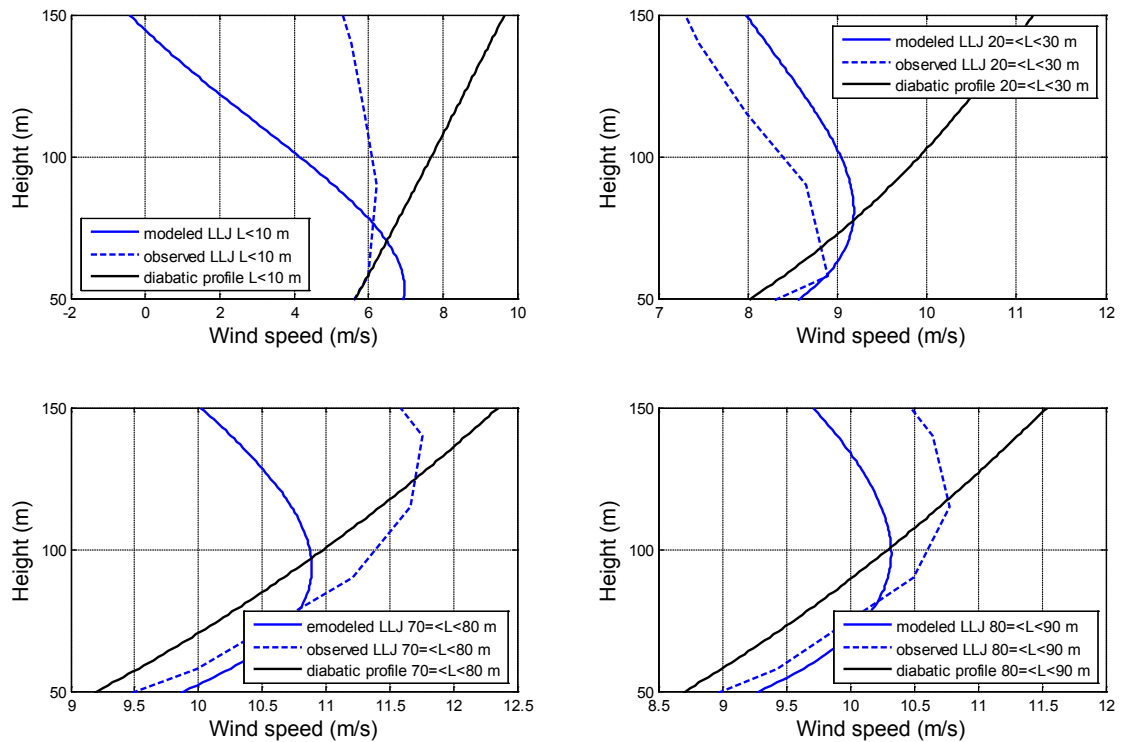 150
100
50
Height (m)
-2 0 2 4 6 8 10
Wind speed (m/s)
modeled LLJ L<10 m
observed LLJ L<10 m
diabatic profile L<10 m
150
100
50
Height (m)
7 8 9 10 11 12
Wind speed (m/s)
modeled LLJ 20=<L<30 m
observed LLJ 20=<L<30 m
diabatic profile 20=<L<30 m
150
100
50
Height (m)
9 9.5 10 10.5 11 11.5 12 12.5
Wind speed (m/s)
emodeled LLJ 70=<L<80 m
observed LLJ 70=<L<80 m
diabatic profile 70=<L<80 m
150
100
50
Height (m)
8.5 9 9.5 10 10.5 11 11.5 12
Wind speed (m/s)
modeled LLJ 80=<L<90 m
observed LLJ 80=<L<90 m
diabatic profile 80=<L<90 m